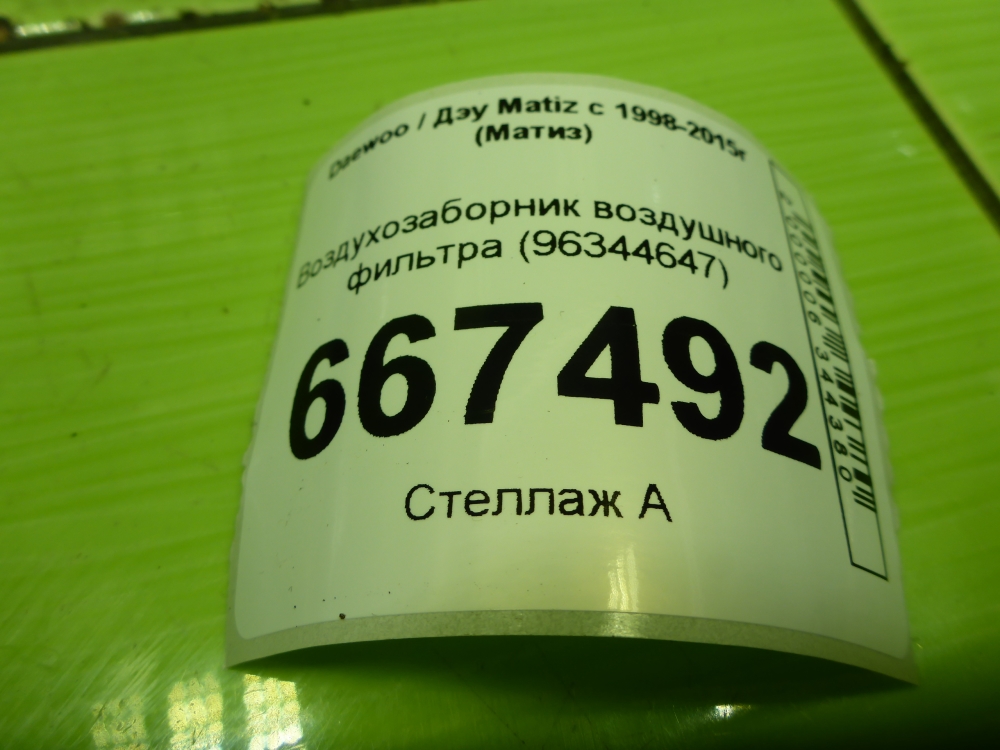 Daewoo / Дэу Matiz с 1998-2015г
(Матиз)
Воздухозаборник воздушного
фильтра (96344647)
667492
Стеллаж А